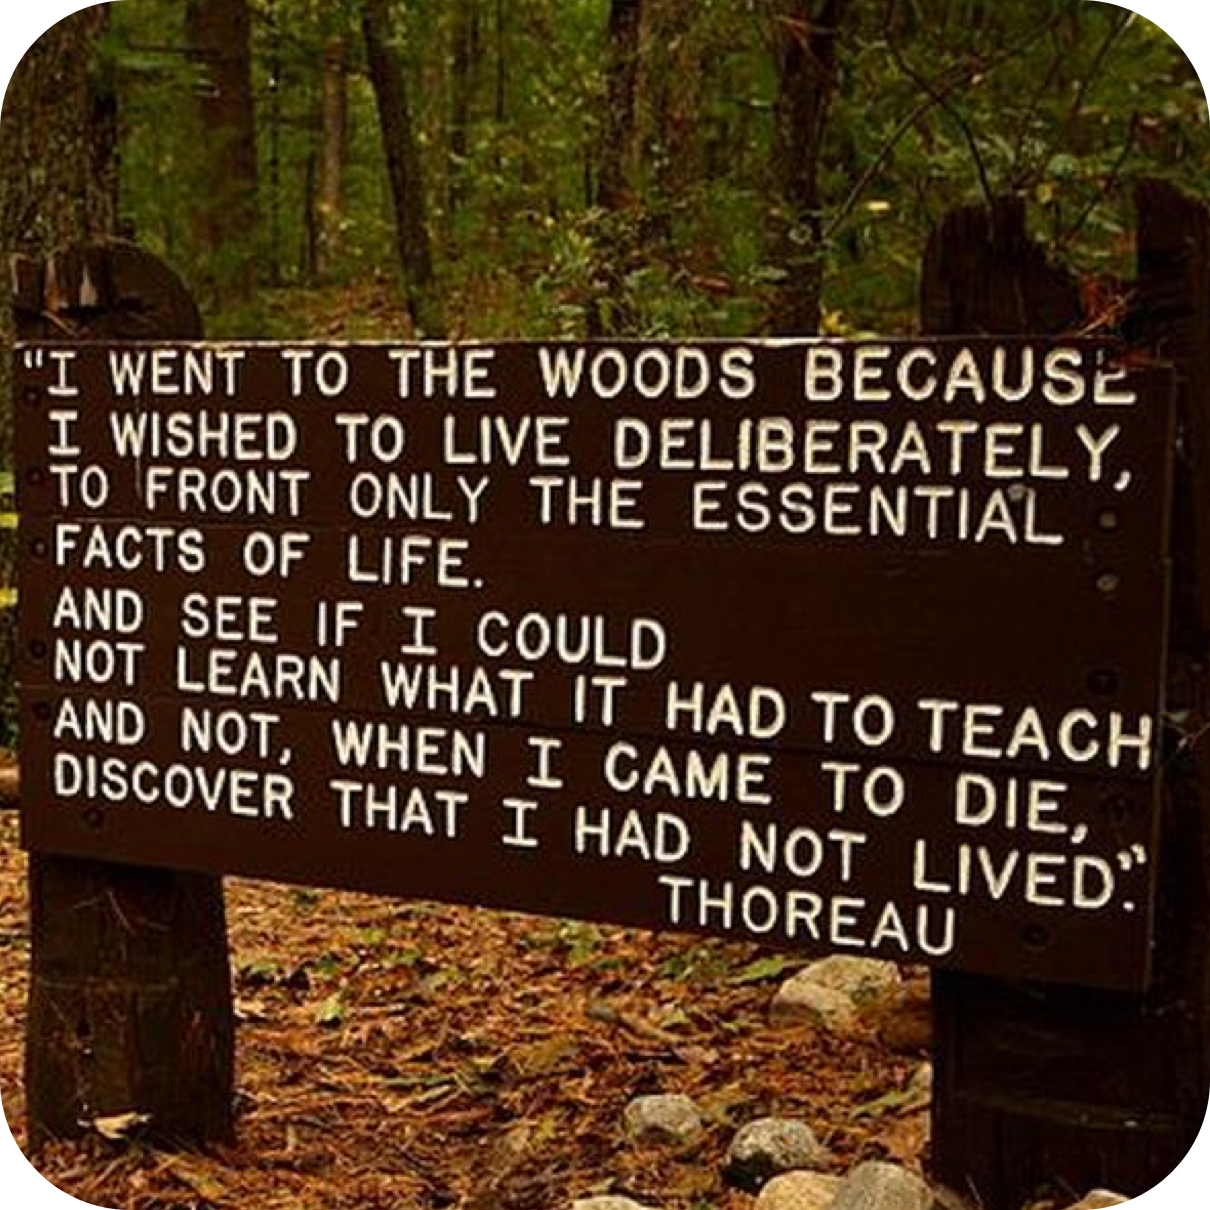 "I WENT TO THE WOODS BECAUSE
I WISHED TO LIVE DELIBERATELY,
TO FRONT ONLY THE ESSENTIAL
FACTS OF LIFE.
AND SEE IF I COULD
NOT LEARN WHAT IT HAD TO TEACH
AND NOT, WHEN I CAME TO DIE,
DISCOVER THAT I HAD NOT LIVED."
THOREAU